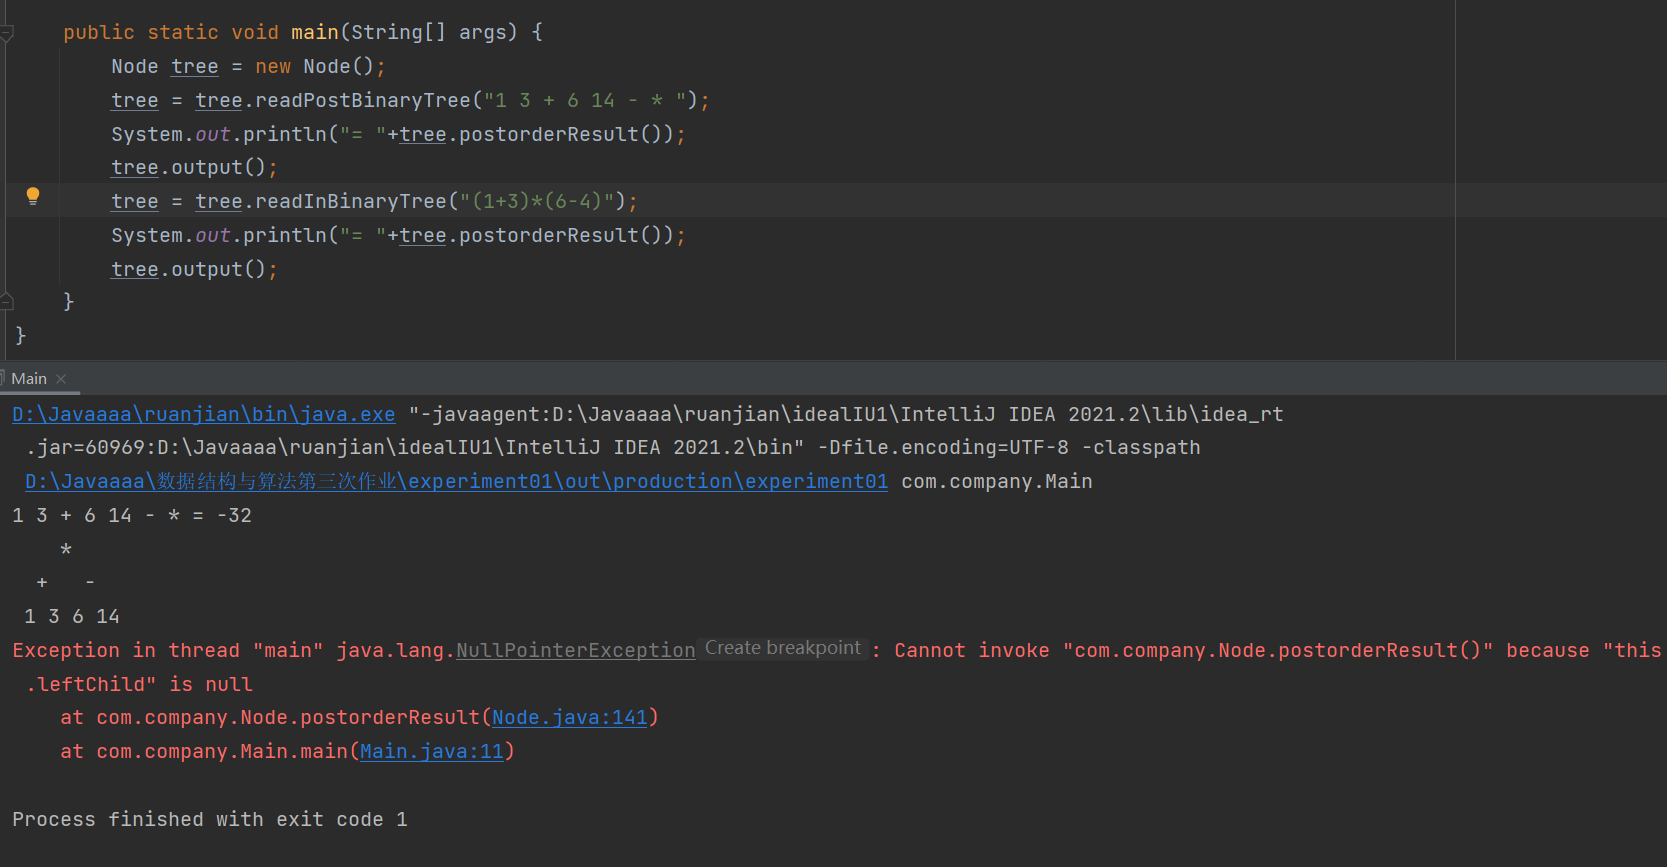 public static void main(String[] args) {
Node tree = new Node();
tree = tree.readPostBinaryTree("1 3 + 6 14 - * ");
System.out.println("= "+tree.postorderResult());
tree.output();
tree = tree.readInBinaryTree("(1+3)*(6-4)");
System.out.println("= "+tree.postorderResult());
tree.output();
}
}
Main ×
D:\Javaaaa\ruanjian\bin\java.exe "-javaagent:D:\Javaaaa\ruanjian\idealIU1\IntelliJ IDEA 2021.2\lib\idea_rt
.jar=60969:D:\Javaaaa\ruanjian\idealIU1\IntelliJ IDEA 2021.2\bin" -Dfile.encoding=UTF-8 -classpath
D:\Javaaaa\数据结构与算法第三次作业\experiment01\out\production\experiment01 com.company.Main
1 3 + 6 14 - * = -32
*
+ -
1 3 6 14
Exception in thread "main" java.lang.NullPointerException Create breakpoint : Cannot invoke "com.company.Node.postorderResult()" because "this
.leftChild" is null
at com.company.Node.postorderResult(Node.java:141)
at com.company.Main.main(Main.java:11)
Process finished with exit code 1